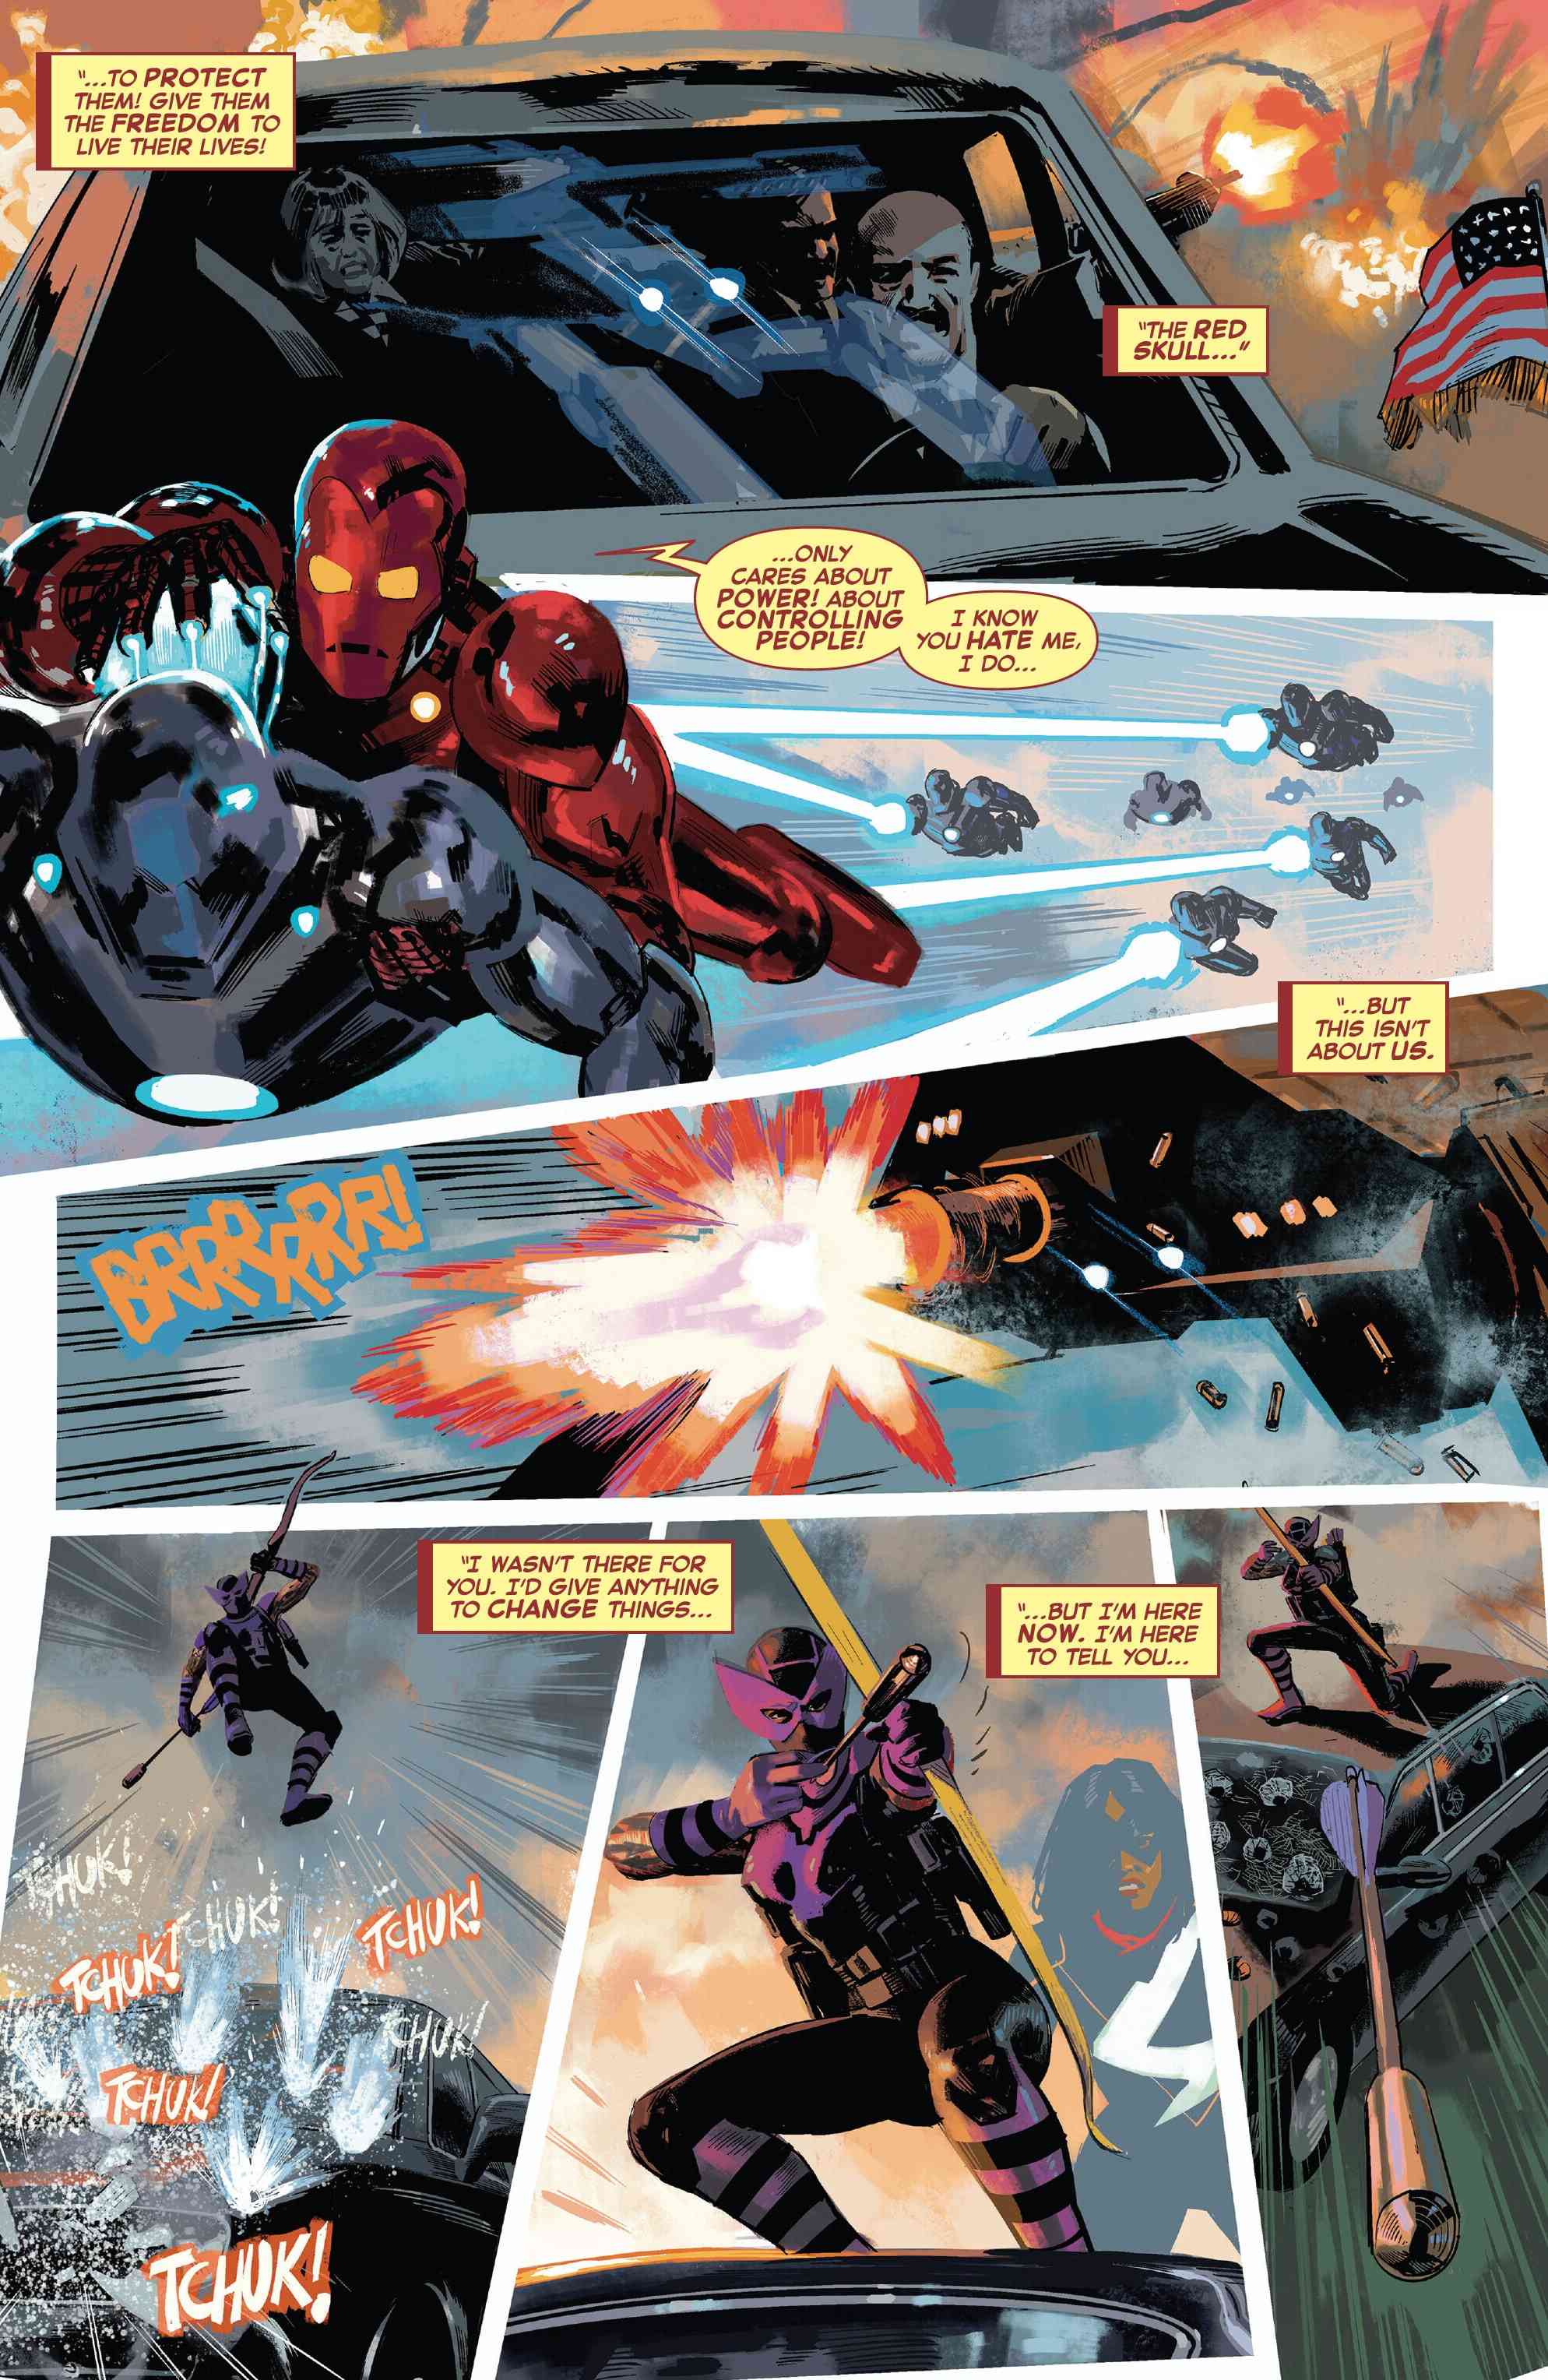 "...TO PROTECT
THEM! GIVE THEM
THE FREEDOM TO
LIVE THEIR LIVES!
"THE RED
SKULL..."
...ONLY
CARES ABOUT
POWER! ABOUT
CONTROLLING
PEOPLE!
I KNOW
YOU HATE ME,
I DO...
"...BUT
THIS ISN'T
ABOUT US.
BRRRRRR!
"I WASN'T THERE FOR
YOU. I'D GIVE ANYTHING
TO CHANGE THINGS...
"...BUT I'M HERE
NOW. I'M HERE
TO TELL YOU...
TCHUK!
TCHUK!
TCHUK!
TCHUK!
TCHUK!
TCHUK!
TCHUK!